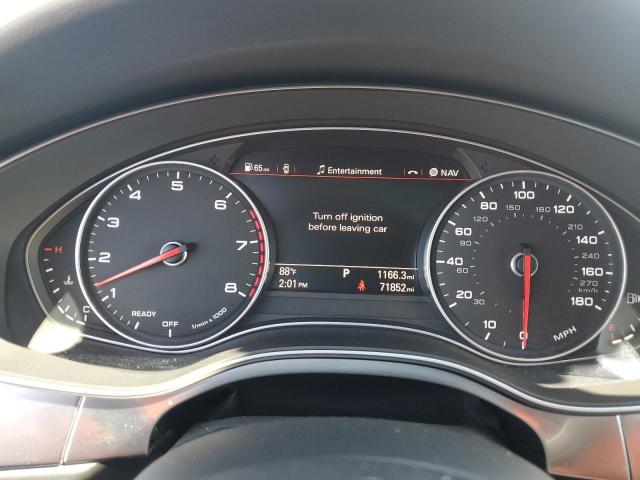 65 mi Entertainment NAV
Turn off ignition
before leaving car
88°F P 1166.3 mi
2:01 PM 71852 mi
1 2 3 4 5 6 7 8
READY OFF 1/min x 1000
H
C
0 10 20 30 40 60 80 100 120 140 160 180
30 60 90 120 150 180 210 240 270
km/h
MPH
E